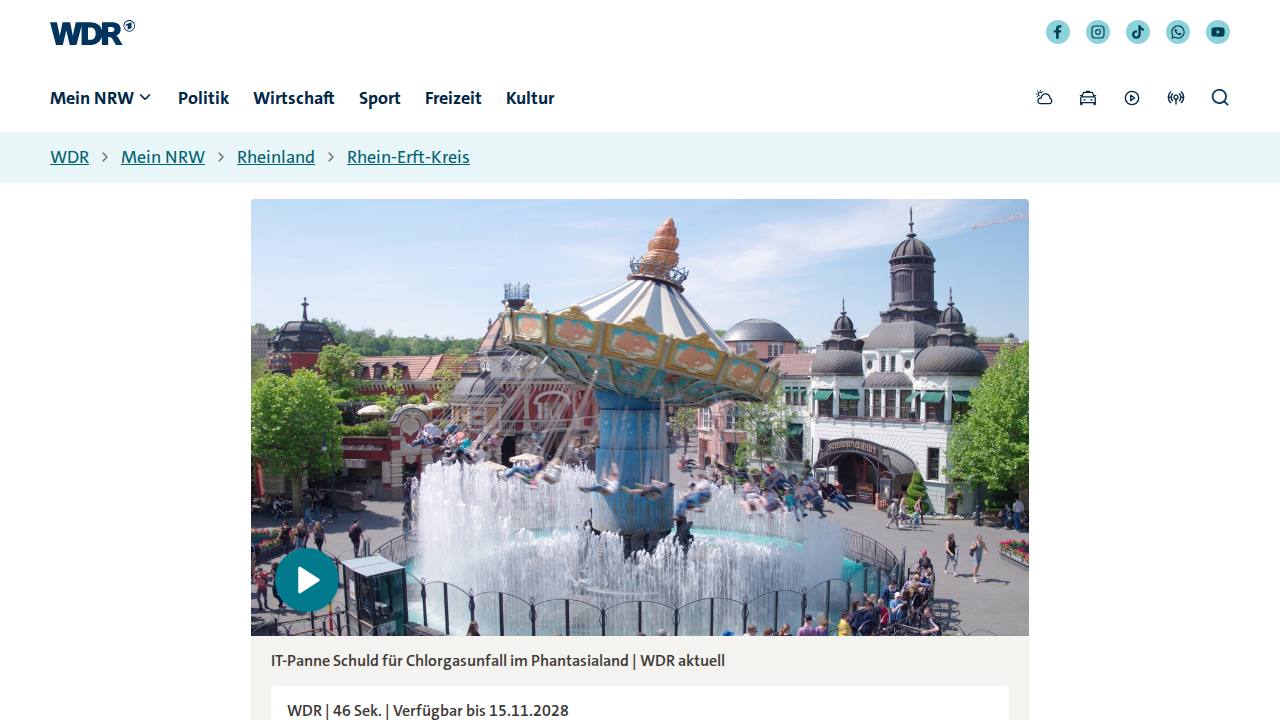 WDR
Mein NRW Politik Wirtschaft Sport Freizeit Kultur
WDR > Mein NRW > Rheinland > Rhein-Erft-Kreis
IT-Panne Schuld für Chlorgasunfall im Phantasialand | WDR aktuell
WDR | 46 Sek. | Verfügbar bis 15.11.2028